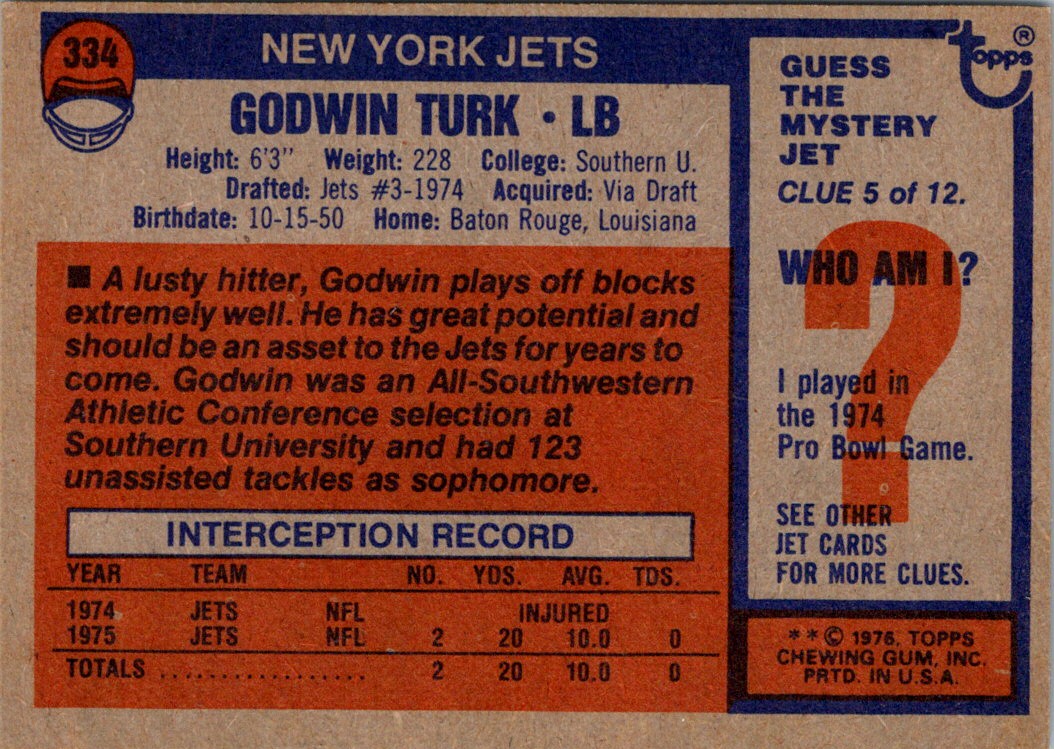 334
NEW YORK JETS
GODWIN TURK • LB
Height: 6'3" Weight: 228 College: Southern U.
Drafted: Jets #3-1974 Acquired: Via Draft
Birthdate: 10-15-50 Home: Baton Rouge, Louisiana
■ A lusty hitter, Godwin plays off blocks
extremely well. He has great potential and
should be an asset to the Jets for years to
come. Godwin was an All-Southwestern
Athletic Conference selection at
Southern University and had 123
unassisted tackles as sophomore.
INTERCEPTION RECORD
YEAR TEAM NO. YDS. AVG. TDS.
1974 JETS NFL INJURED
1975 JETS NFL 2 20 10.0 0
TOTALS .................. 2 20 10.0 0
topps ®
GUESS
THE
MYSTERY
JET
CLUE 5 of 12.
?
WHO AM I?
I played in
the 1974
Pro Bowl Game.
9
SEE OTHER
JET CARDS
FOR MORE CLUES.
* * © 1976, TOPPS
CHEWING GUM, INC.
PRTD. IN U.S.A.